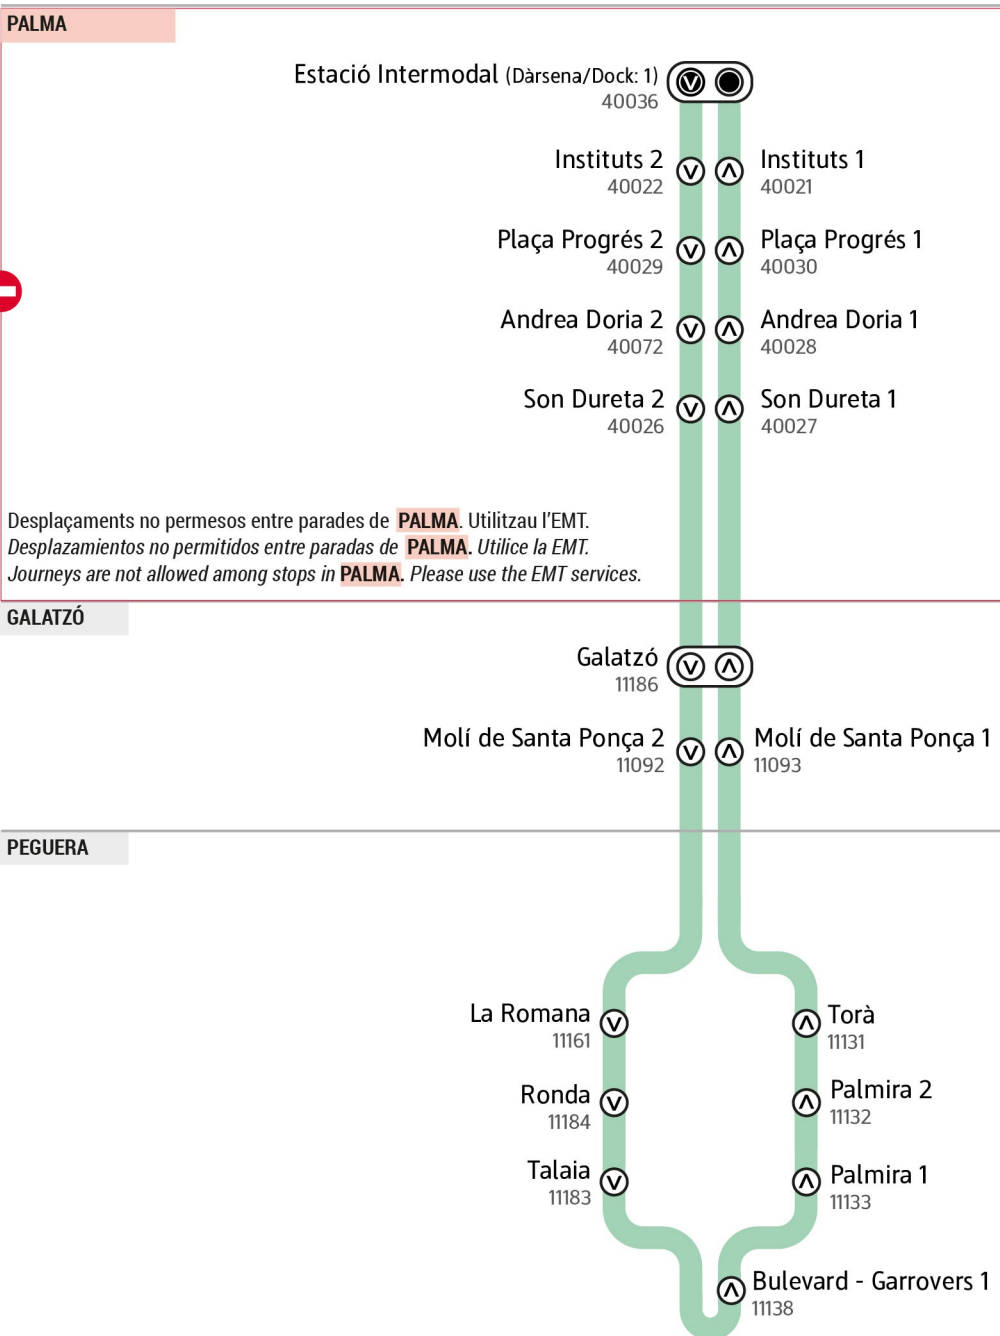 PALMA
Estació Intermodal (Dàrsena/Dock: 1)
40036
Instituts 2
40022
Instituts 1
40021
Plaça Progrés 2
40029
Plaça Progrés 1
40030
Andrea Doria 2
40072
Andrea Doria 1
40028
Son Dureta 2
40026
Son Dureta 1
40027
Desplaçaments no permesos entre parades de PALMA. Utilitzau l'EMT.
Desplazamientos no permitidos entre paradas de PALMA. Utilice la EMT.
Journeys are not allowed among stops in PALMA. Please use the EMT services.
GALATZÓ
Galatzó
11186
Molí de Santa Ponça 2
11092
Molí de Santa Ponça 1
11093
PEGUERA
La Romana
11161
Torà
11131
Ronda
11184
Palmira 2
11132
Talaia
11183
Palmira 1
11133
Bulevard - Garrovers 1
11138